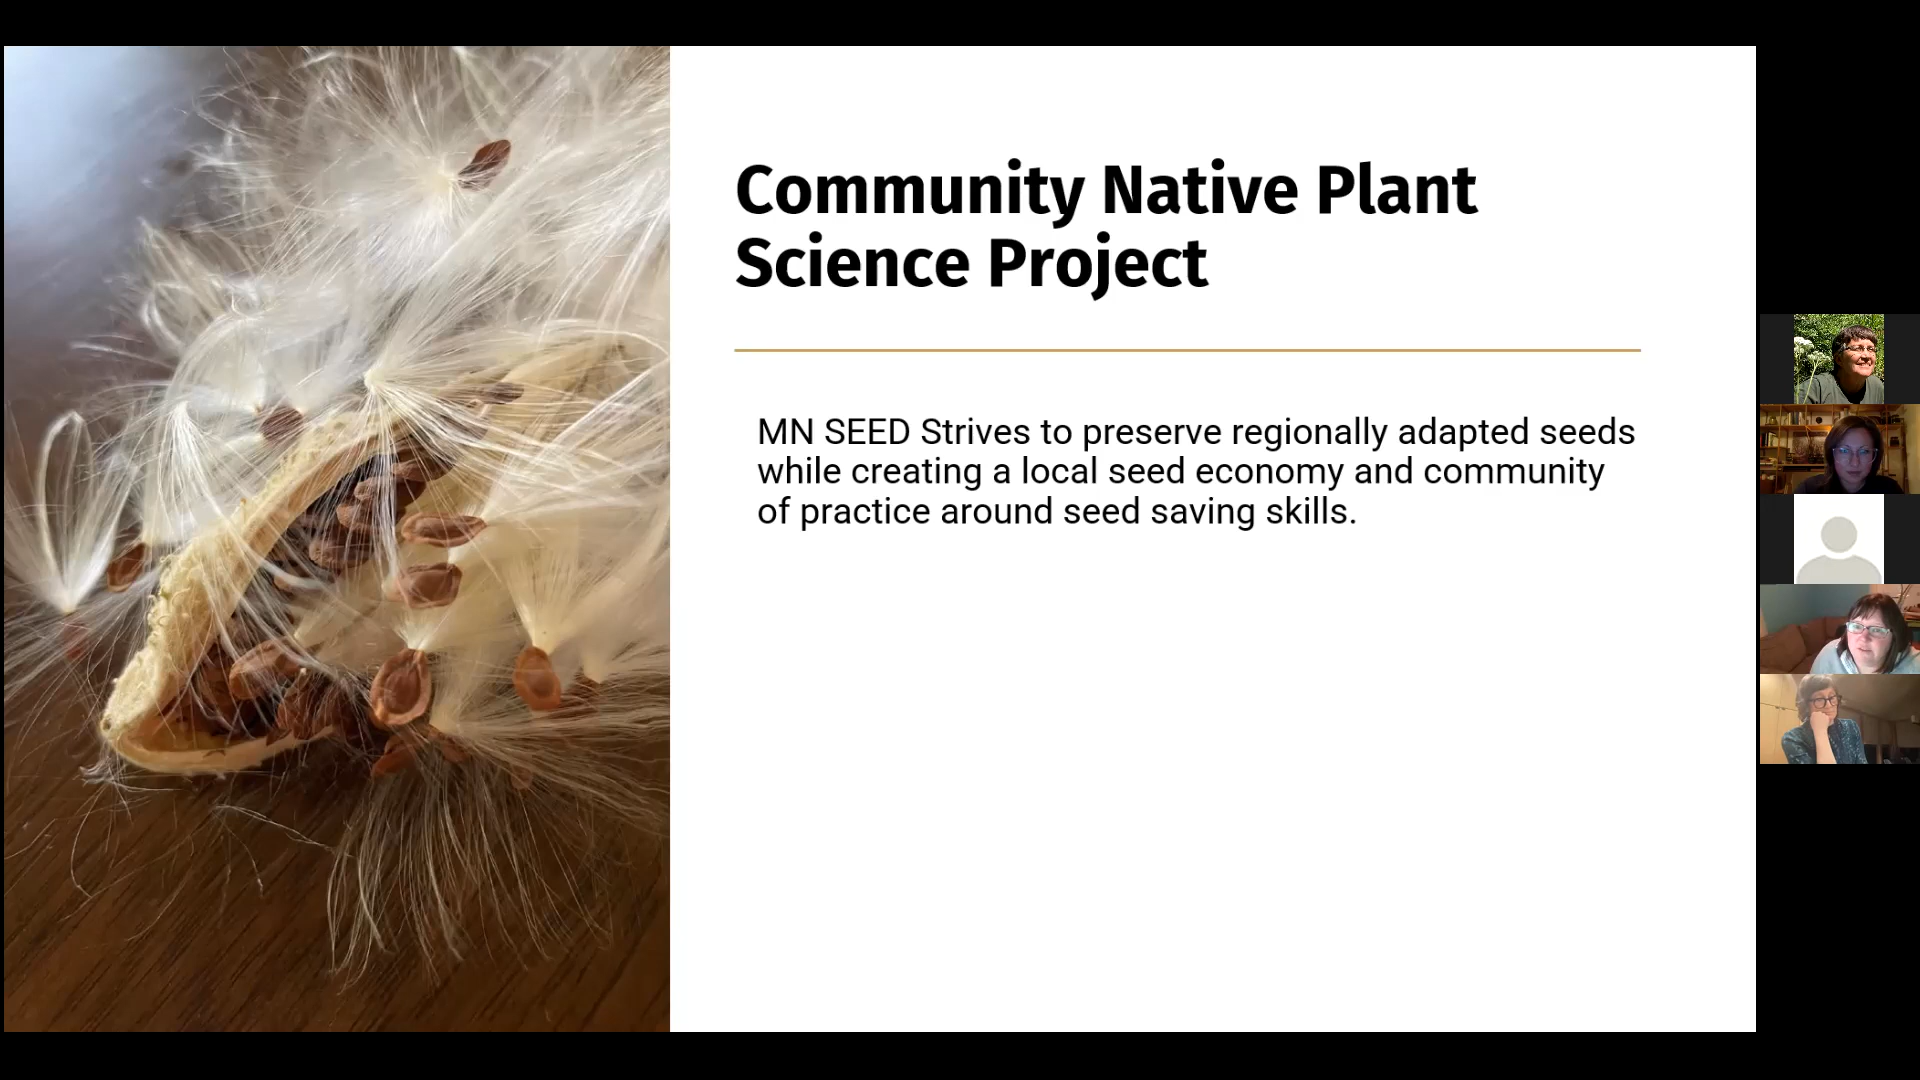 Community Native Plant
Science Project
MN SEED Strives to preserve regionally adapted seeds
while creating a local seed economy and community
of practice around seed saving skills.